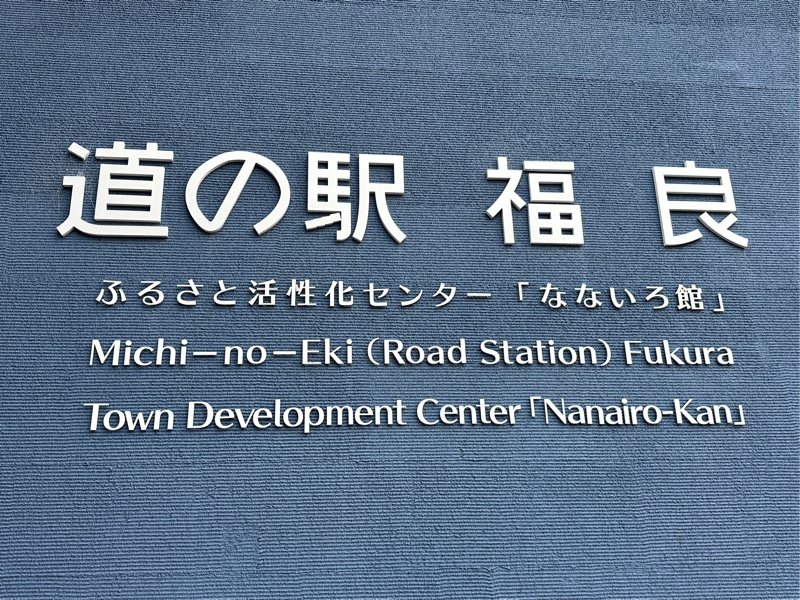 道の駅 福良
ふるさと活性化センター「なないろ館」
Michi-no-Eki (Road Station) Fukura
Town Development Center「Nanairo-Kan」